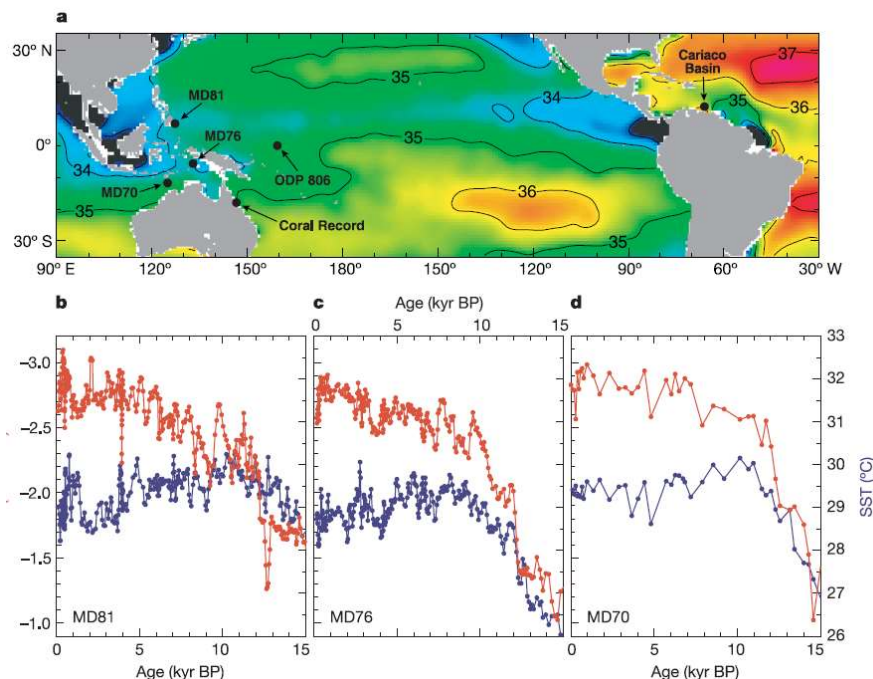 a
30° N
0°
30° S
35
37
Cariaco
Basin
35
36
34
MD81
MD76
35
34
ODP 806
MD70
36
35
Coral Record
35
90° E
120°
150°
180°
150°
120°
90°
60°
30° W
b
c
Age (kyr BP)
d
0
5
10
15
–3.0
–2.5
–2.0
–1.5
–1.0
33
32
31
30
29
28
27
26
SST (°C)
MD81
MD76
MD70
0
5
10
15
0
5
10
15
Age (kyr BP)
Age (kyr BP)